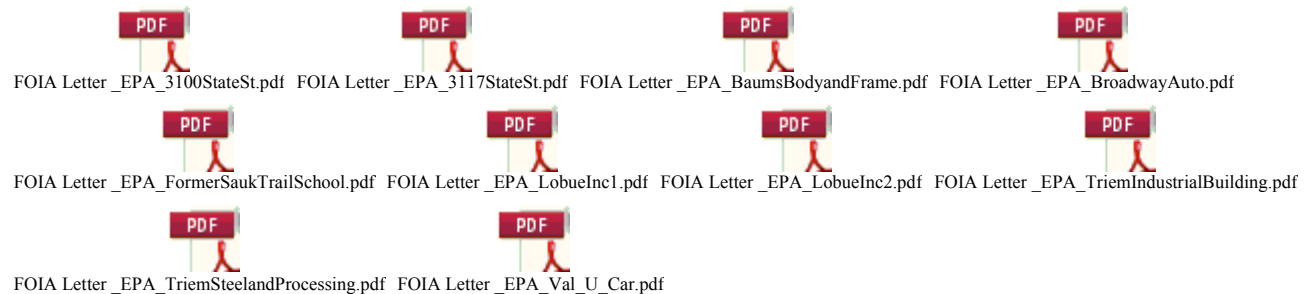 PDF PDF PDF PDF
FOIA Letter _EPA_3100StateSt.pdf FOIA Letter _EPA_3117StateSt.pdf FOIA Letter _EPA_BaumsBodyandFrame.pdf FOIA Letter _EPA_BroadwayAuto.pdf
PDF PDF PDF PDF
FOIA Letter _EPA_FormerSaukTrailSchool.pdf FOIA Letter _EPA_LobueInc1.pdf FOIA Letter _EPA_LobueInc2.pdf FOIA Letter _EPA_TriemIndustrialBuilding.pdf
PDF PDF
FOIA Letter _EPA_TriemSteelandProcessing.pdf FOIA Letter _EPA_Val_U_Car.pdf